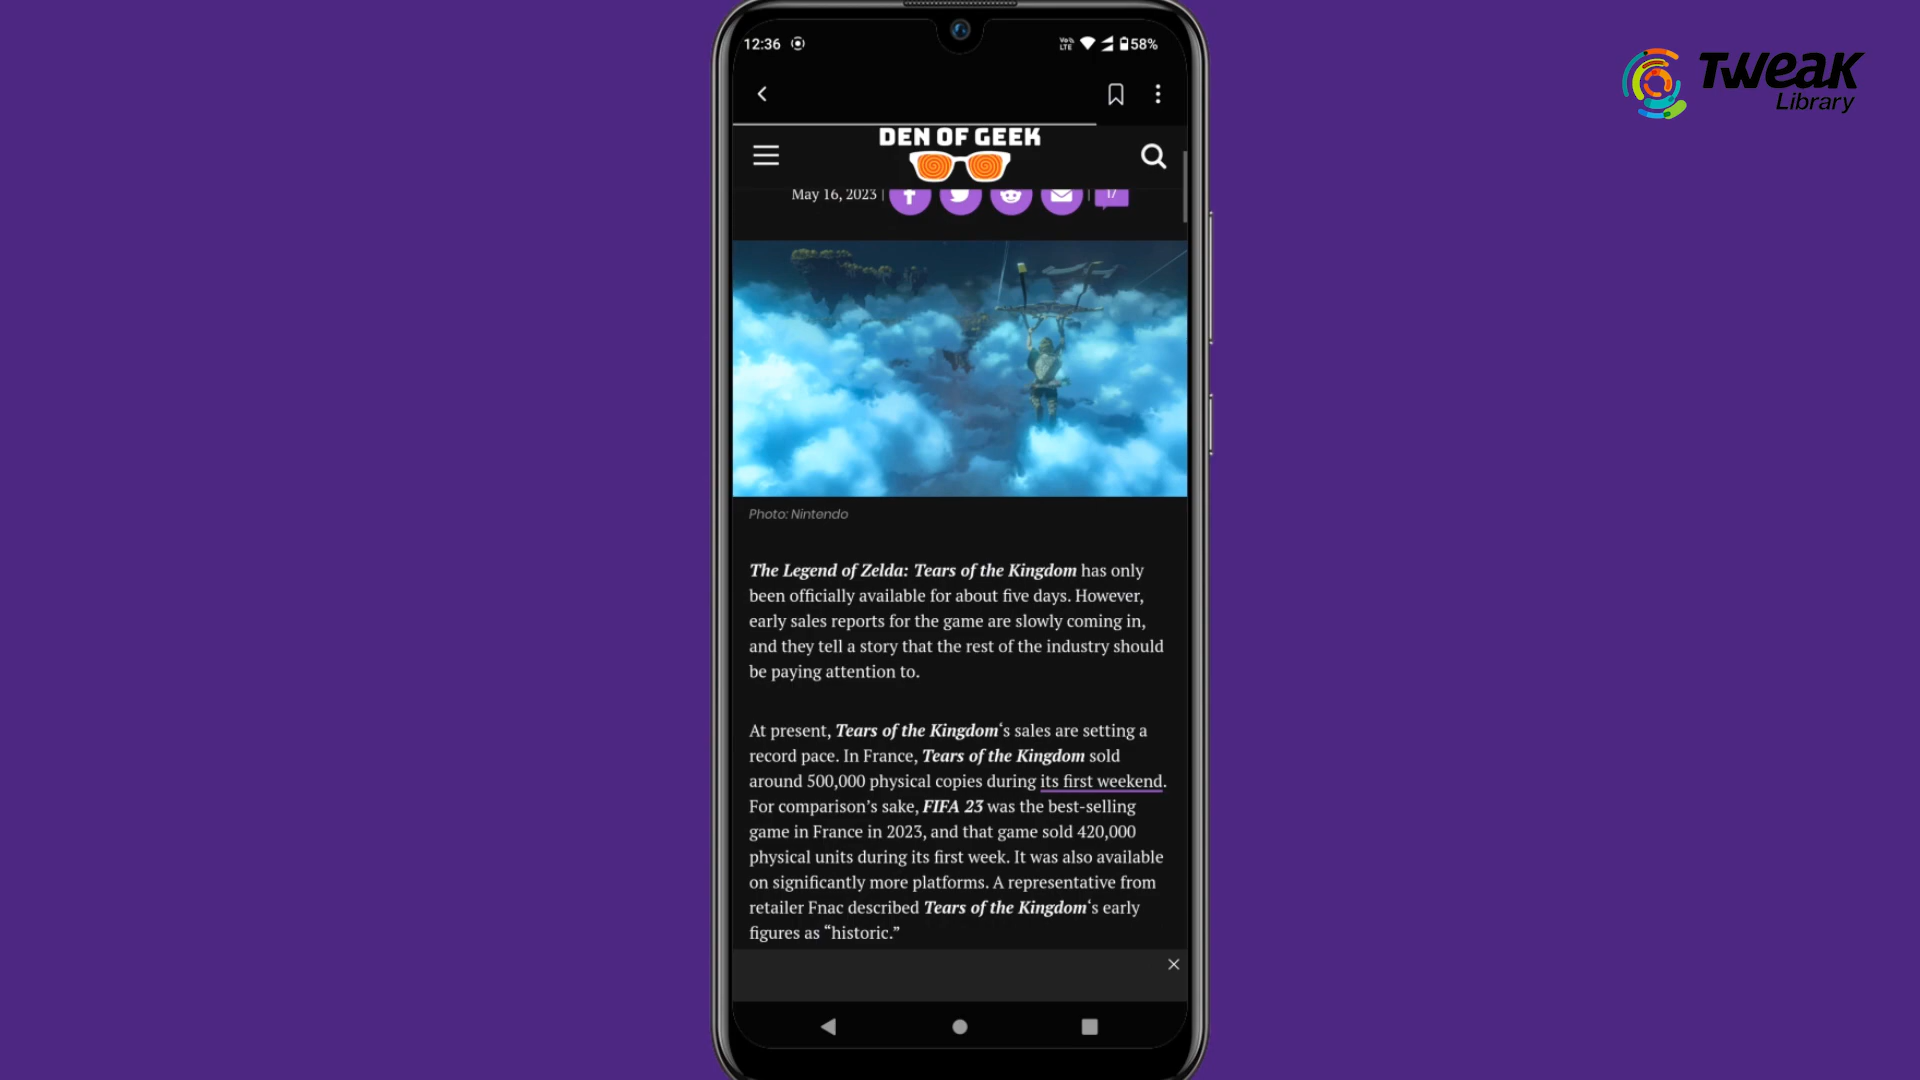 12:36
58%
TWEAK
Library
DEN OF GEEK
May 16, 2023 |
|
17
Photo: Nintendo
The Legend of Zelda: Tears of the Kingdom has only
been officially available for about five days. However,
early sales reports for the game are slowly coming in,
and they tell a story that the rest of the industry should
be paying attention to.
At present, Tears of the Kingdom‘s sales are setting a
record pace. In France, Tears of the Kingdom sold
around 500,000 physical copies during its first weekend.
For comparison’s sake, FIFA 23 was the best-selling
game in France in 2023, and that game sold 420,000
physical units during its first week. It was also available
on significantly more platforms. A representative from
retailer Fnac described Tears of the Kingdom‘s early
figures as “historic.”